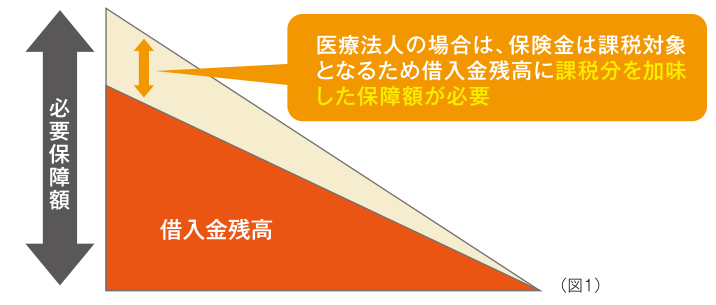 医療法人の場合は、保険金は課税対象
となるため借入金残高に課税分を加味
した保障額が必要
必要保障額
借入金残高
（図1）